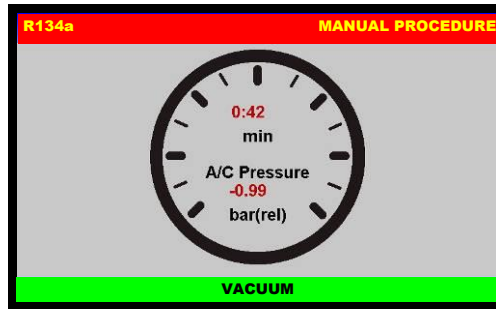 R134a MANUAL PROCEDURE
0:42
min
A/C Pressure
-0.99
bar(rel)
VACUUM